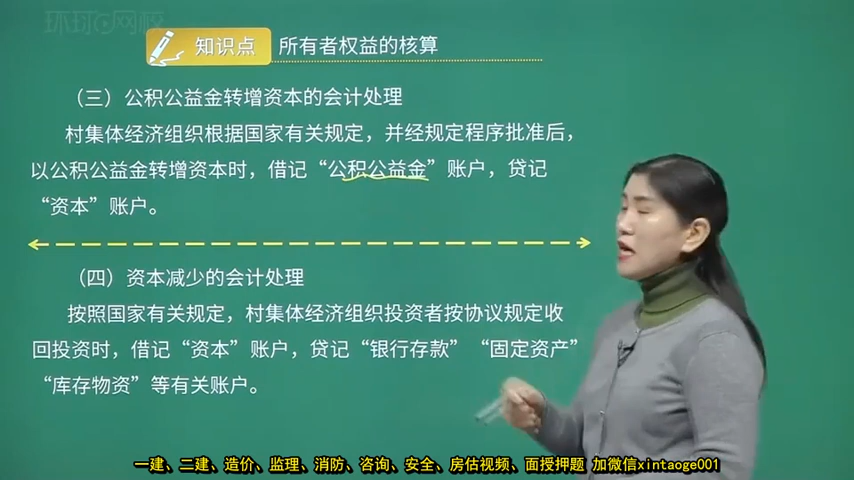 环球网校
知识点 所有者权益的核算
（三）公积公益金转增资本的会计处理
村集体经济组织根据国家有关规定，并经规定程序批准后，
以公积公益金转增资本时，借记“公积公益金”账户，贷记
“资本”账户。
（四）资本减少的会计处理
按照国家有关规定，村集体经济组织投资者按协议规定收
回投资时，借记“资本”账户，贷记“银行存款”“固定资产”
“库存物资”等有关账户。
一建、二建、造价、监理、消防、咨询、安全、房估视频、面授押题 加微信xintaoge001